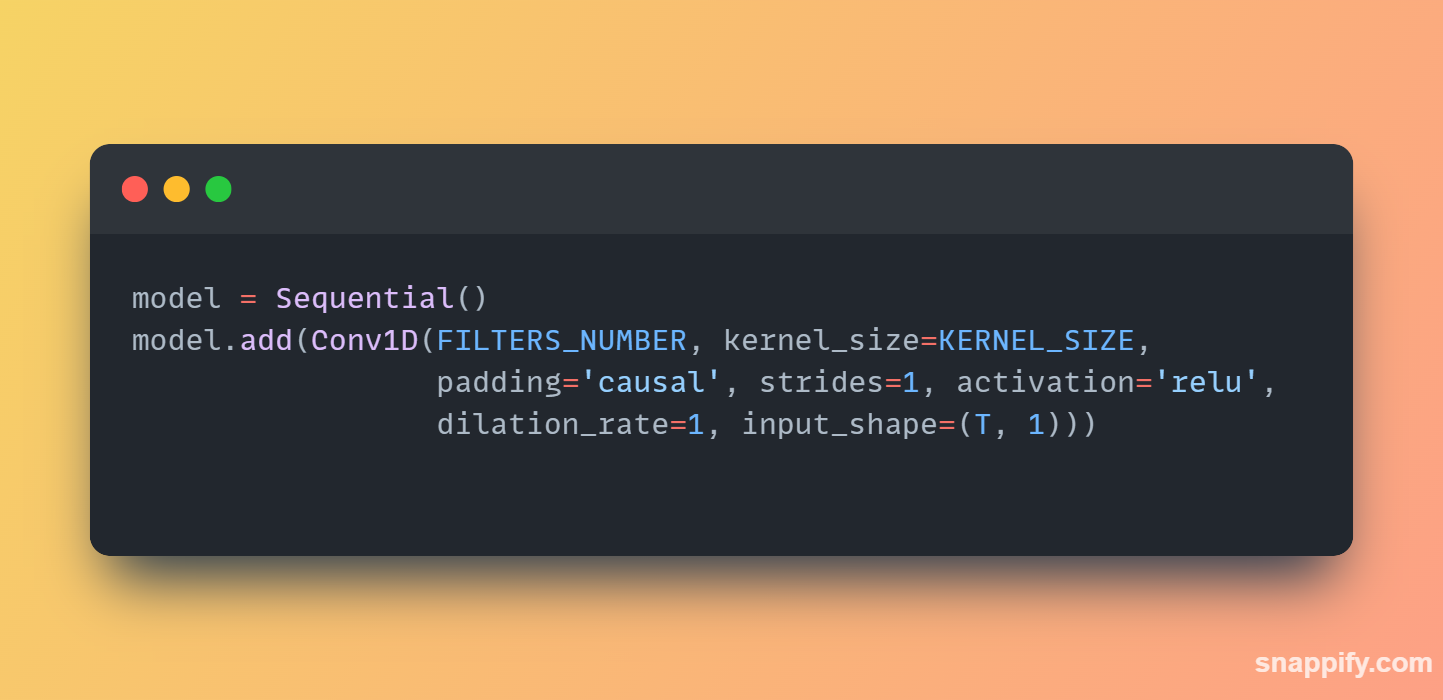 model = Sequential()
model.add(Conv1D(FILTERS_NUMBER, kernel_size=KERNEL_SIZE,
                 padding='causal', strides=1, activation='relu',
                 dilation_rate=1, input_shape=(T, 1)))
snappify.com